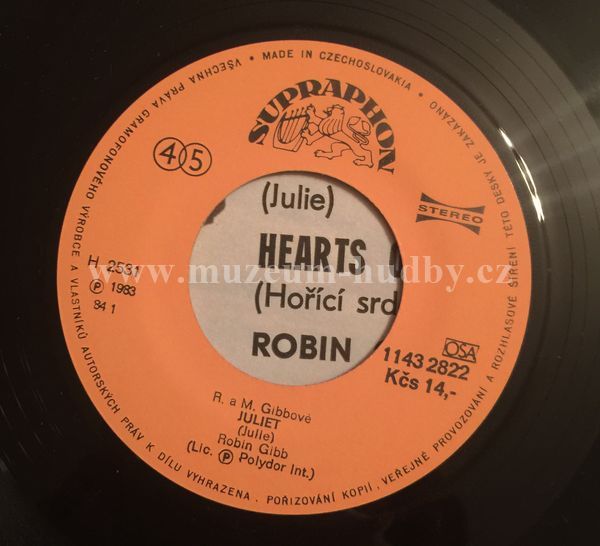 VŠECHNA PRÁVA GRAMOFONOVÉHO VÝROBCE A VLASTNÍKŮ AUTORSKÝCH PRÁV K DÍLU VYHRAZENA. POŘIZOVÁNÍ KOPIÍ, VEŘEJNÉ PROVOZOVÁNÍ A ROZHLASOVÉ ŠÍŘENÍ TÉTO DESKY JE ZAKÁZÁNO
• MADE IN CZECHOSLOVAKIA •
SUPRAPHON
45
STEREO
(Julie)
HEARTS
(Hořící srd
ROBIN
www.muzeum-hudby.cz
H 2531
Ⓟ 1983
84 1
OSA
1143 2822
Kčs 14,-
R. a M. Gibbové
JULIET
(Julie)
Robin Gibb
(Lic. Ⓟ Polydor Int.)